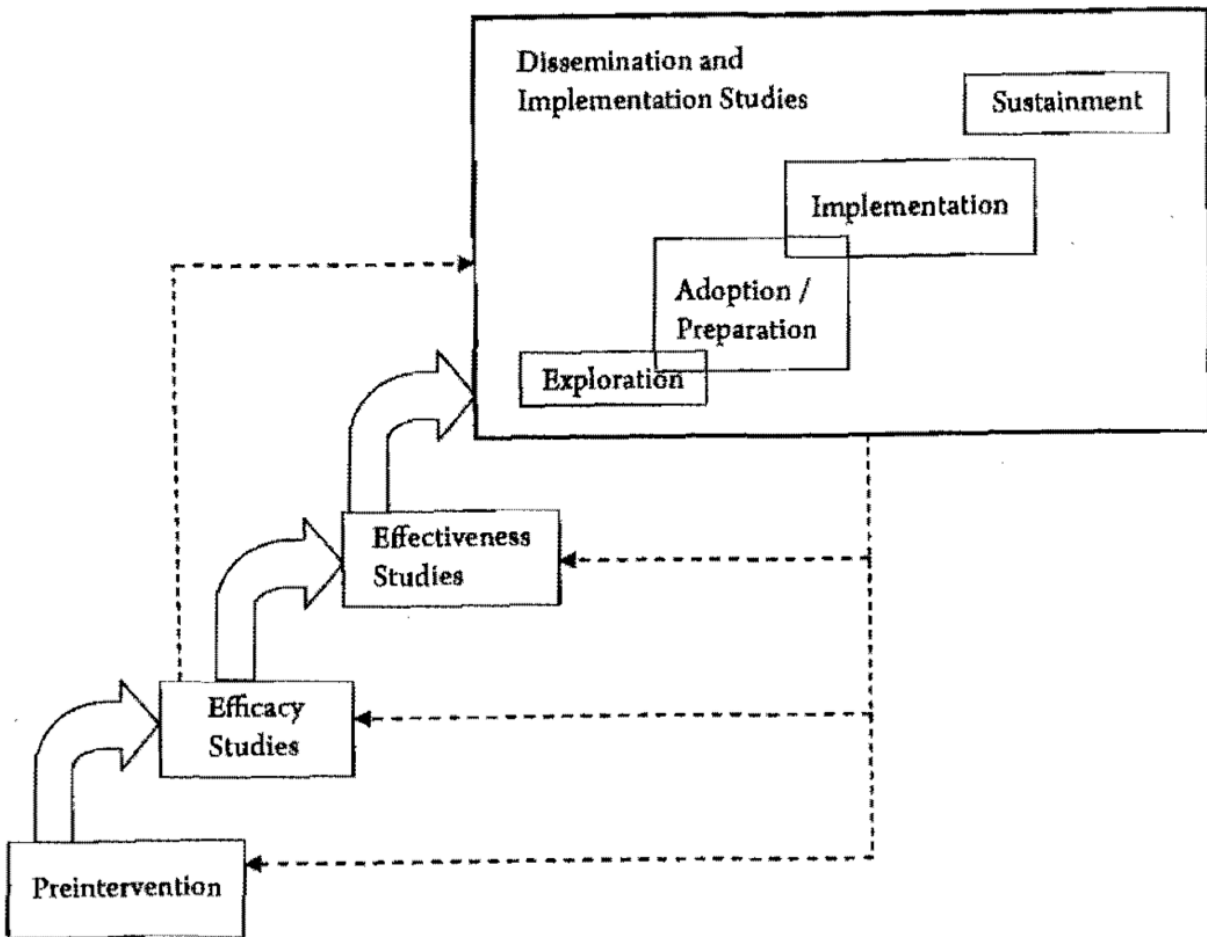 Dissemination and
Implementation Studies
Sustainment
Implementation
Adoption /
Preparation
Exploration
Effectiveness
Studies
Efficacy
Studies
Preintervention